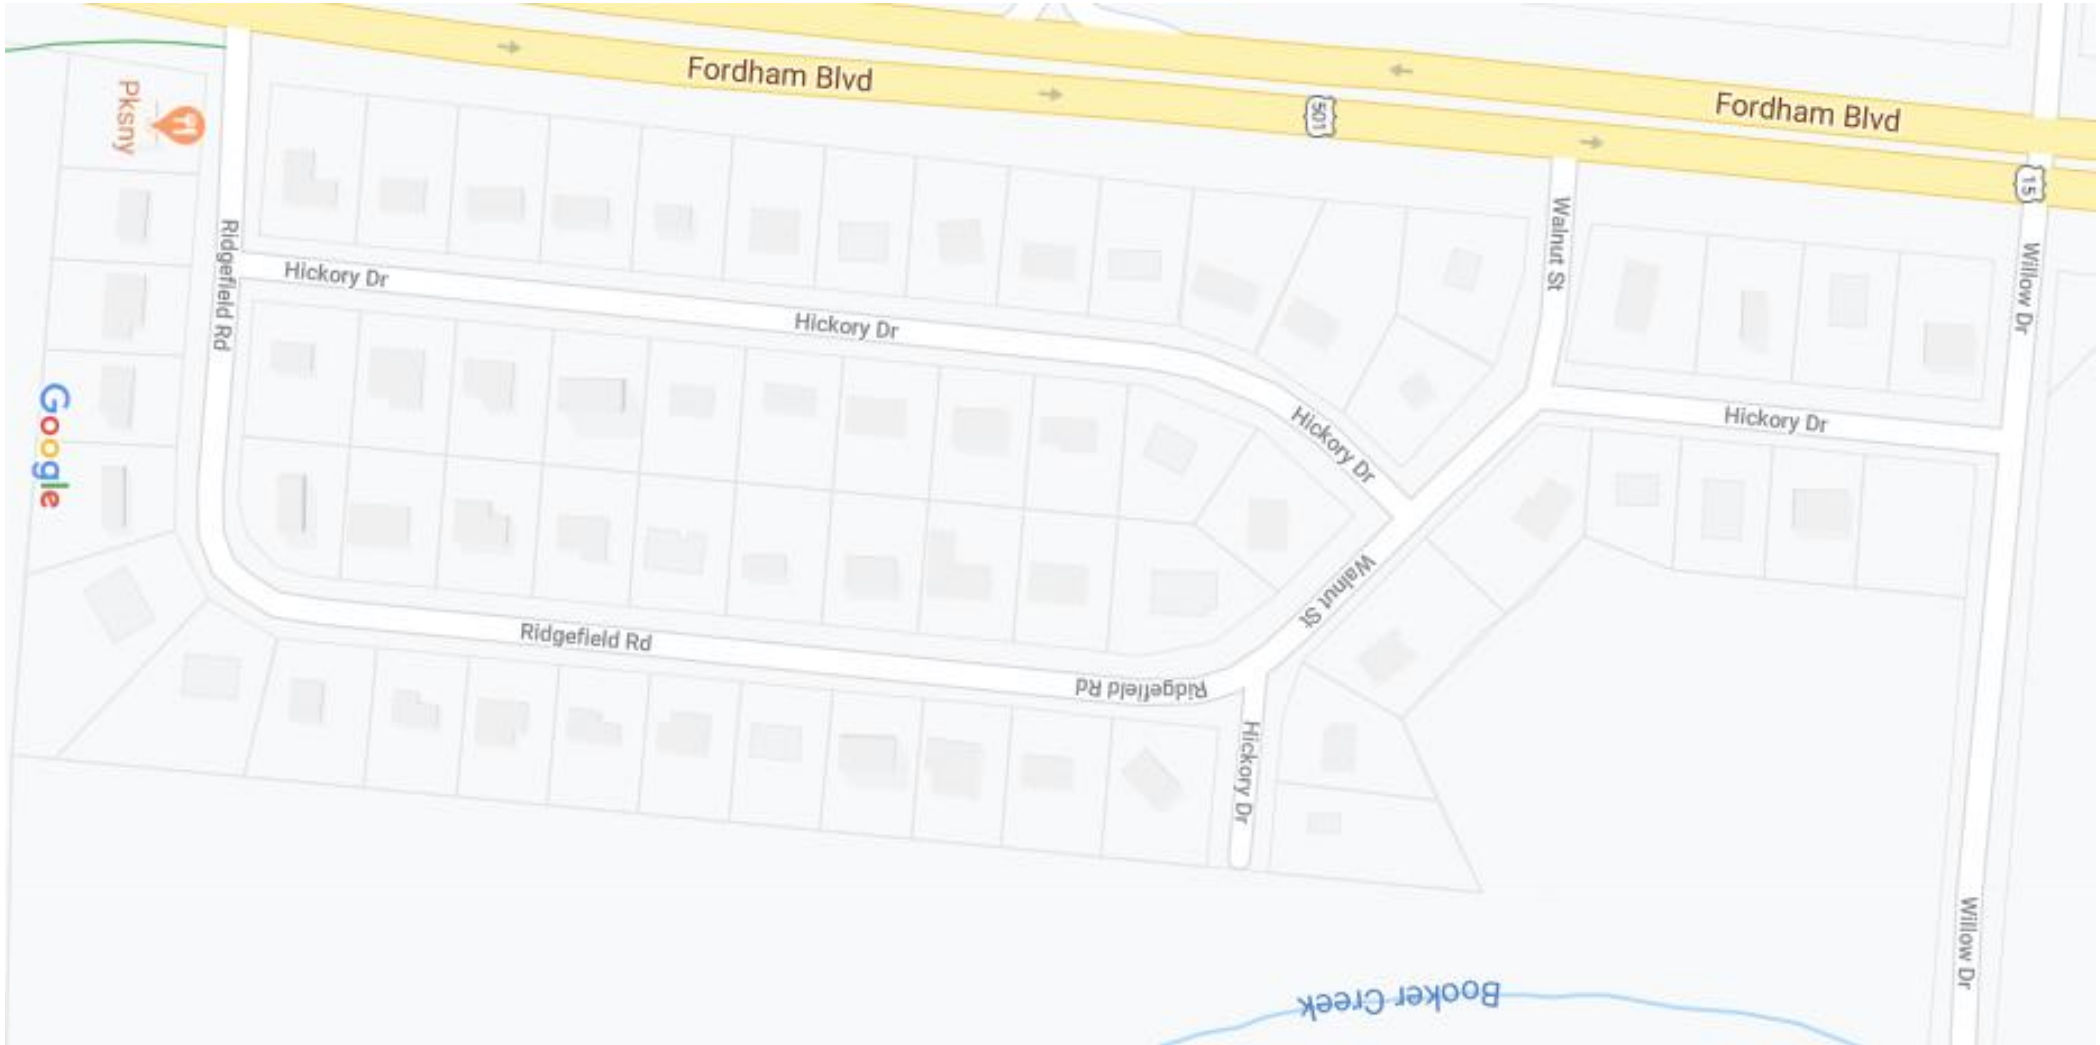 Fordham Blvd
Fordham Blvd
501
15
Pksny
Ridgefield Rd
Hickory Dr
Hickory Dr
Walnut St
Willow Dr
Hickory Dr
Hickory Dr
Google
Walnut St
Ridgefield Rd
Ridgefield Rd
Hickory Dr
Willow Dr
Booker Creek